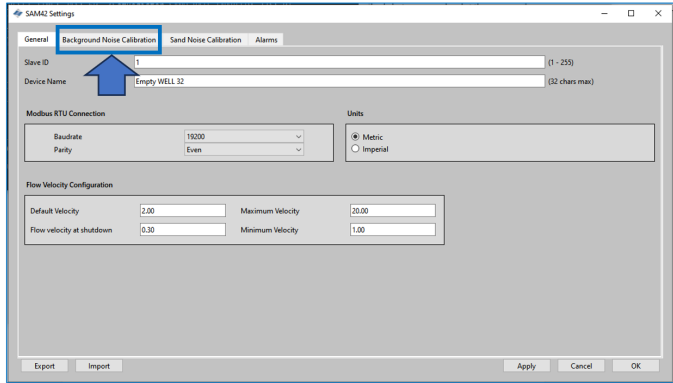 SAM42 Settings
General Background Noise Calibration Sand Noise Calibration Alarms
Slave ID 1 (1 - 255)
Device Name Empty WELL 32 (32 chars max)
Modbus RTU Connection Units
Baudrate 19200 Metric
Parity Even Imperial
Flow Velocity Configuration
Default Velocity 2.00 Maximum Velocity 20.00
Flow velocity at shutdown 0.30 Minimum Velocity 1.00
Export Import Apply Cancel OK